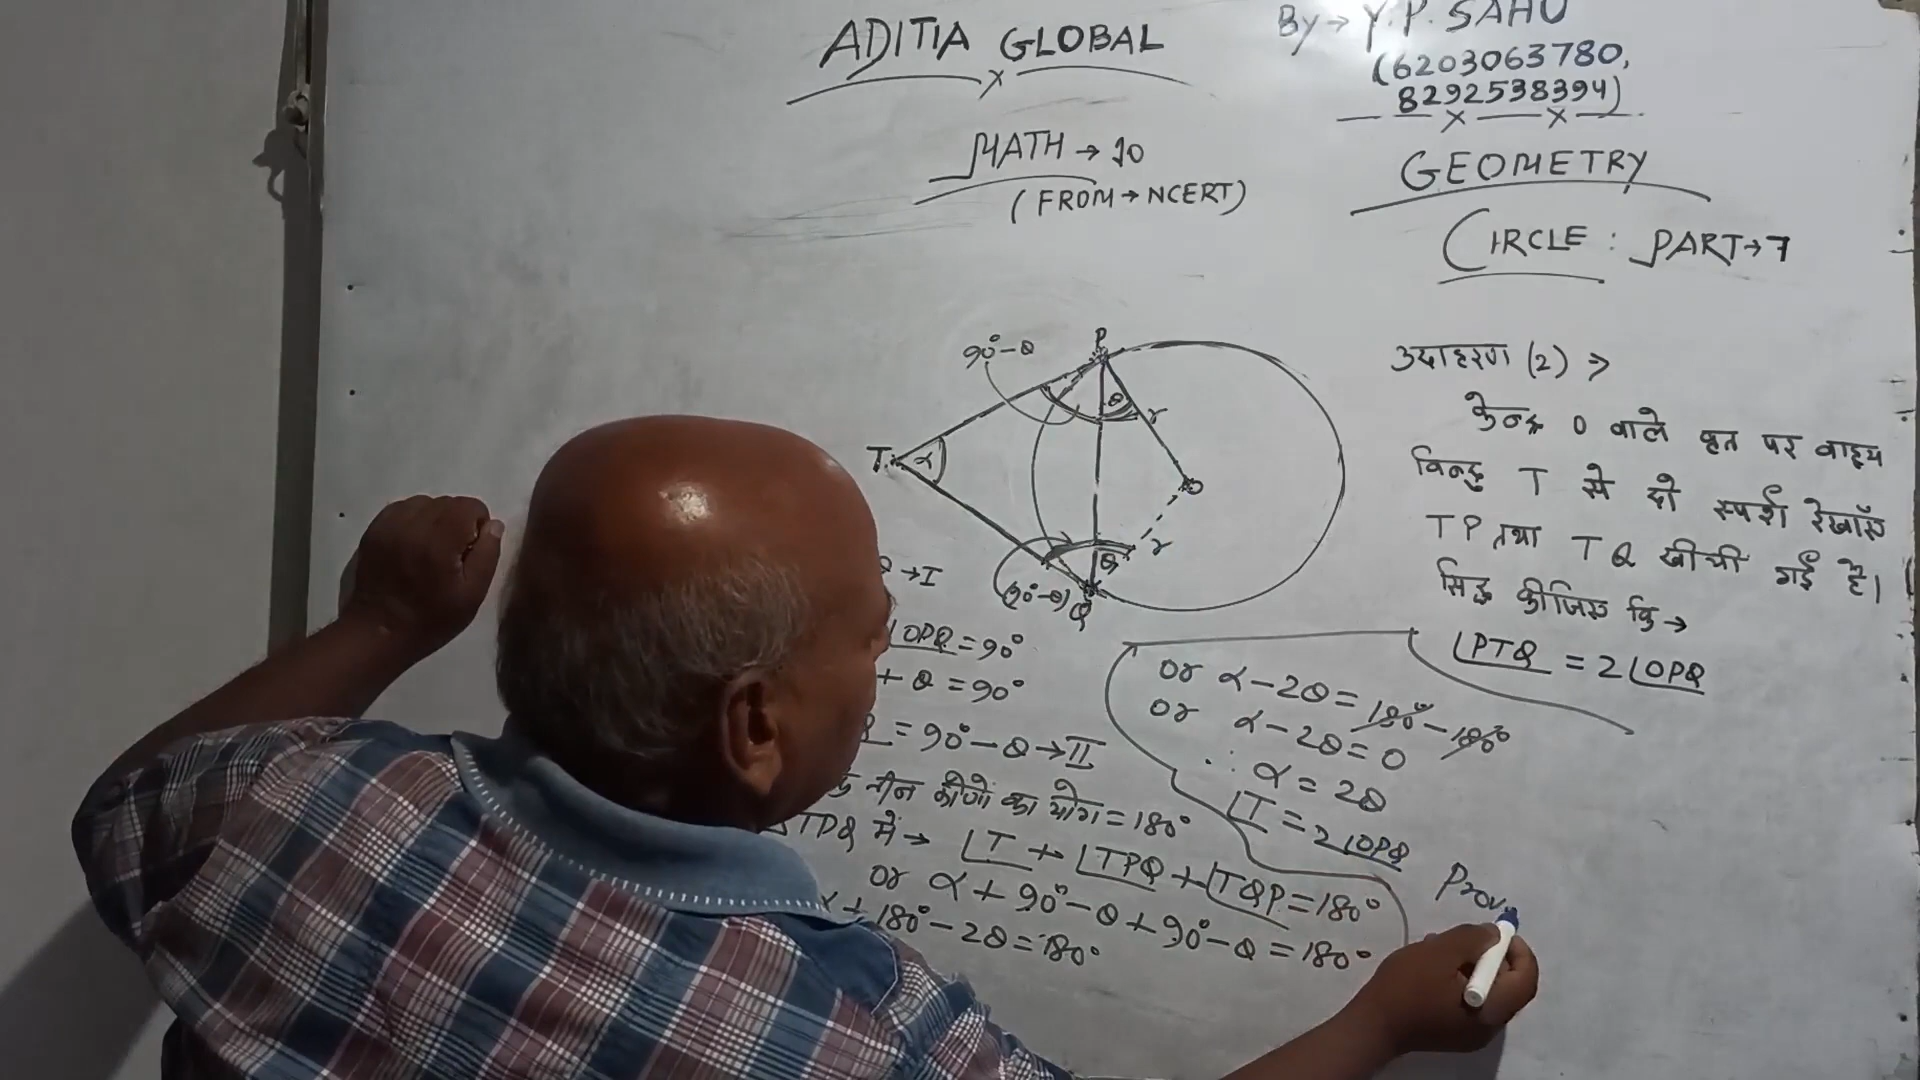 ADITIA GLOBAL
By→ Y.P. SAHU
(6203063780,
8292538394)
MATH → 10
(FROM → NCERT)
GEOMETRY
CIRCLE : PART→7
उदाहरण (2) ⇒
केन्द्र O वाले वृत पर वाह्य
विन्दु T से दो स्पर्श रेखाएँ
TP तथा TQ खींची गई है।
सिद्ध कीजिए कि→
∠PTQ = 2∠OPQ
90°-θ
P
θ
r
T
α
O
r
θ
(90°-θ)
Q
→I
∠OPQ = 90°
+ θ = 90°
= 90° - θ → II
तीन कोणों का योग = 180°
△TPQ में → ∠T + ∠TPQ + ∠TQP = 180°
or α + 90° - θ + 90° - θ = 180°
α + 180° - 2θ = 180°
or α - 2θ = 180° - 180°
or α - 2θ = 0
∴ α = 2θ
∠T = 2∠OPQ
Prov